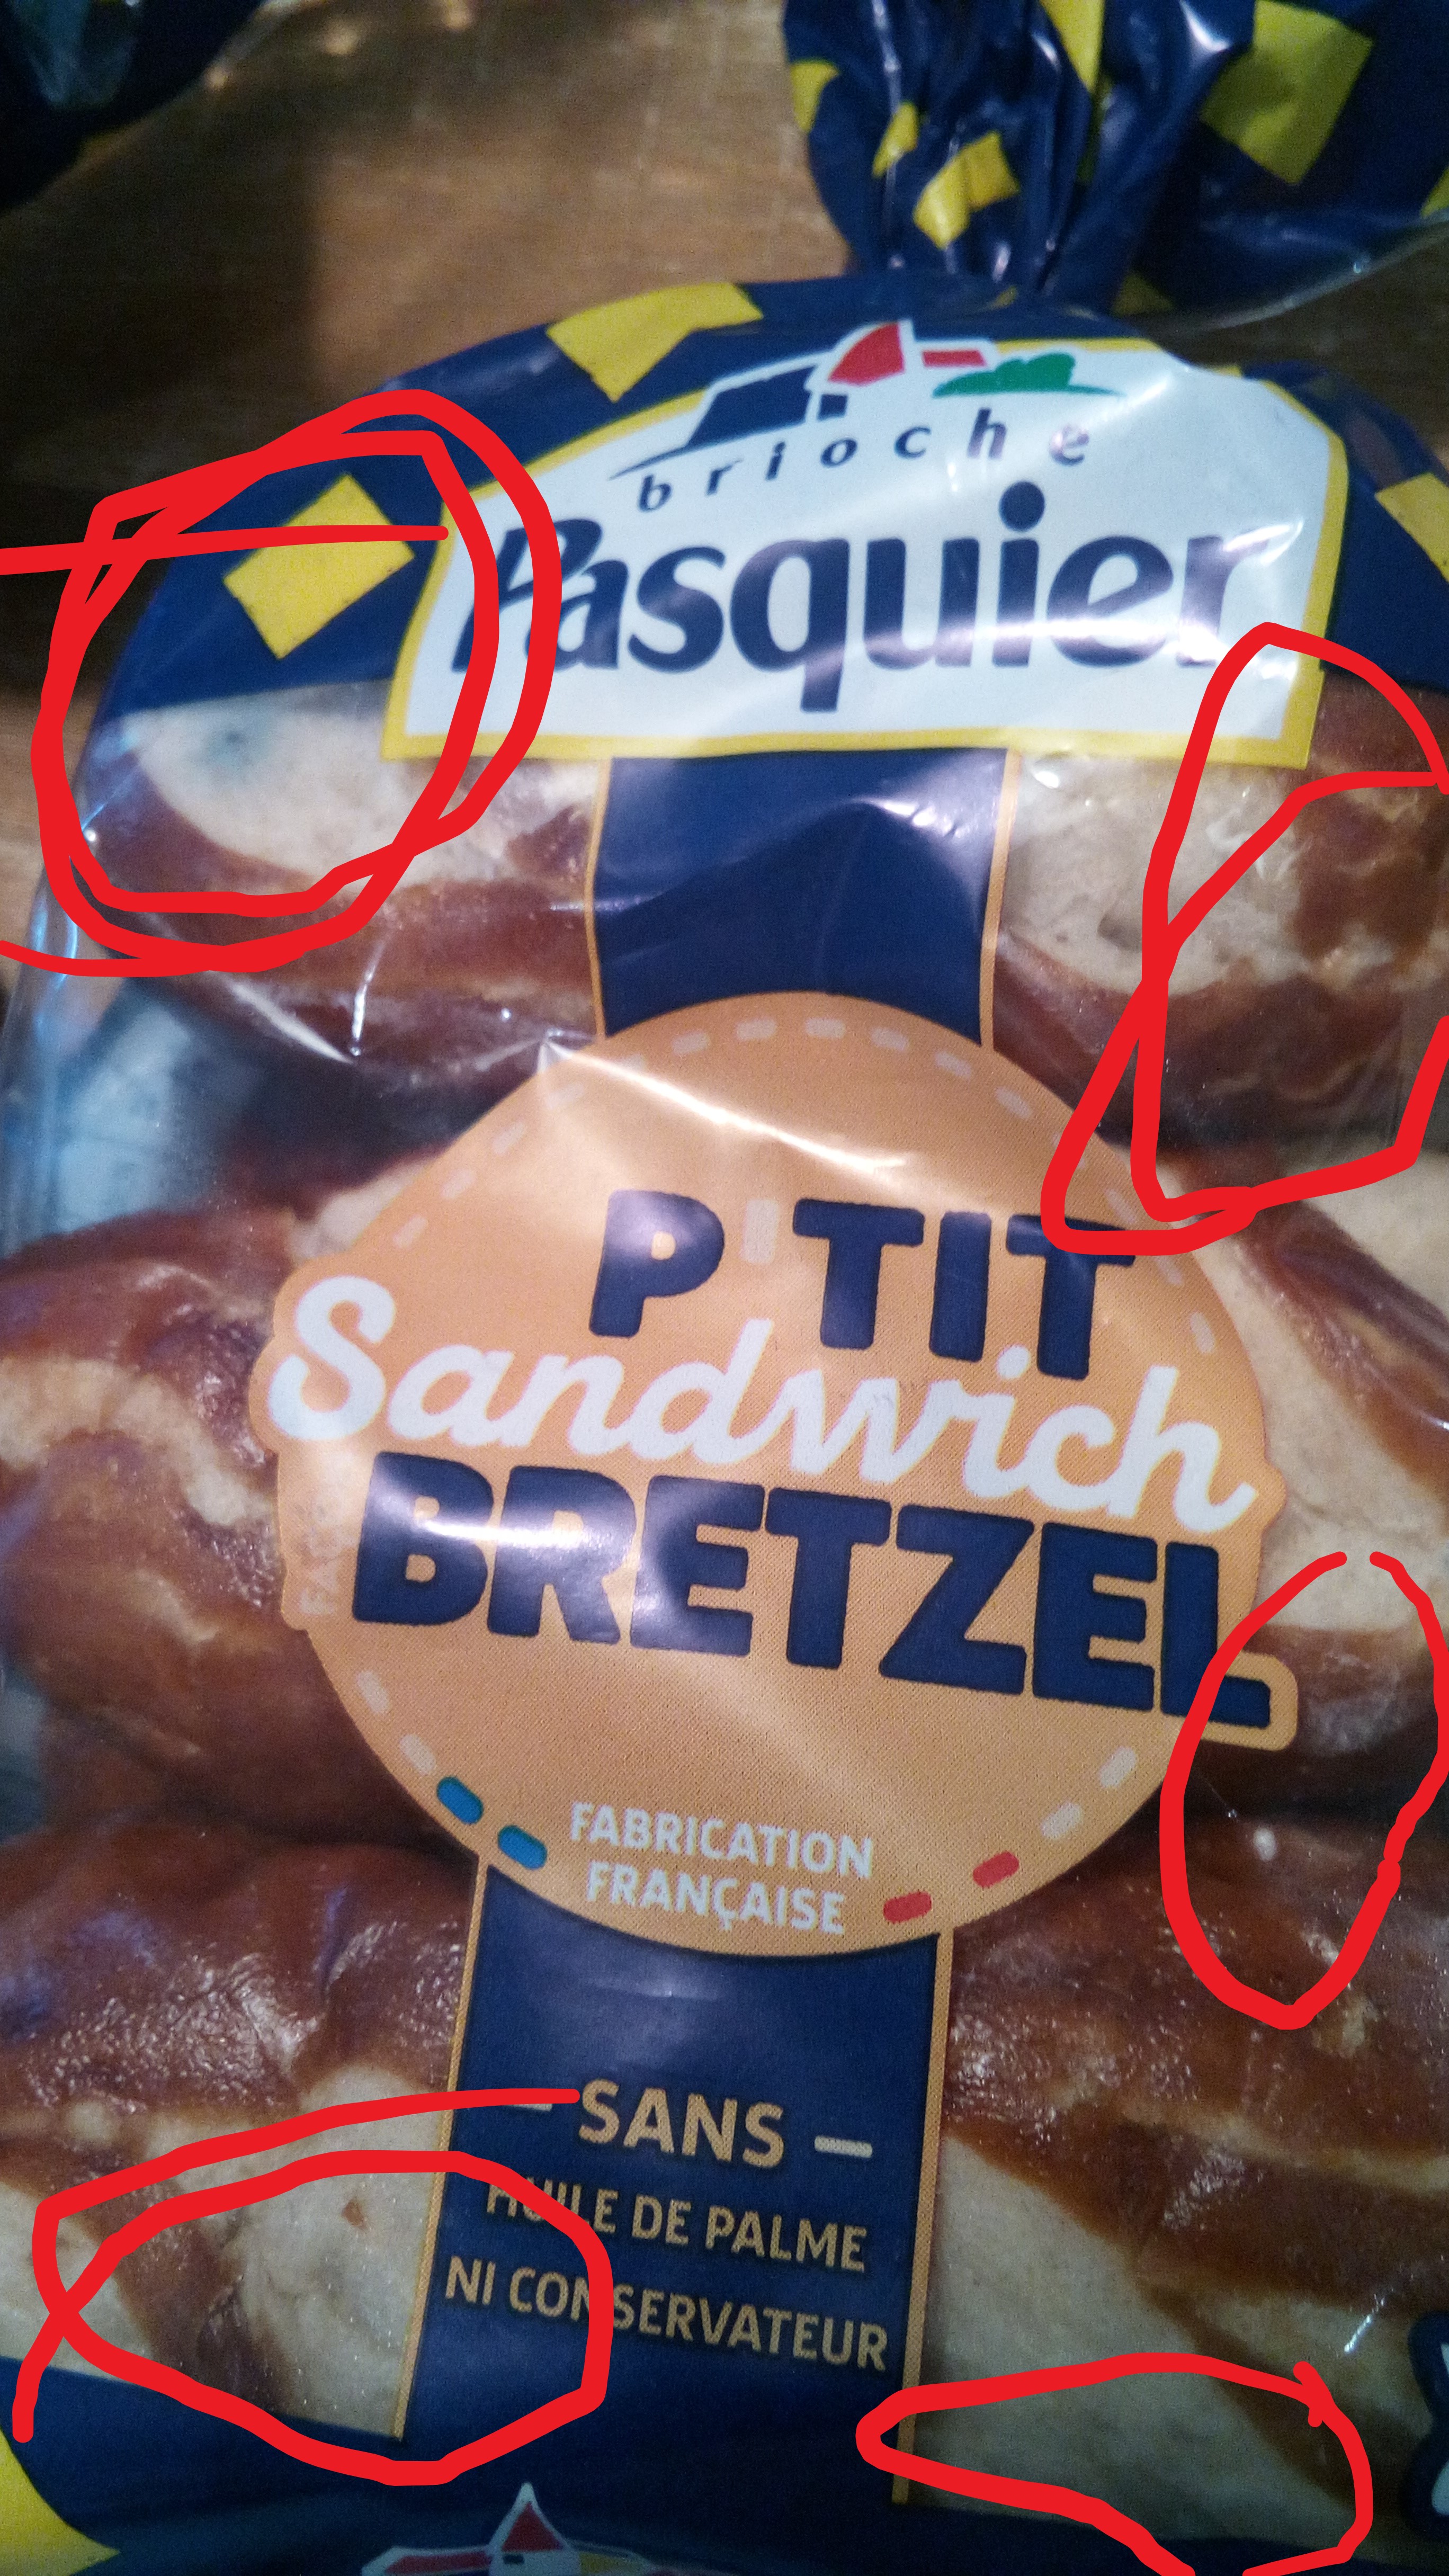 brioche
Pasquier
P'TIT
Sandwich
BRETZEL
FABRICATION
FRANÇAISE
— SANS —
HUILE DE PALME
NI CONSERVATEUR